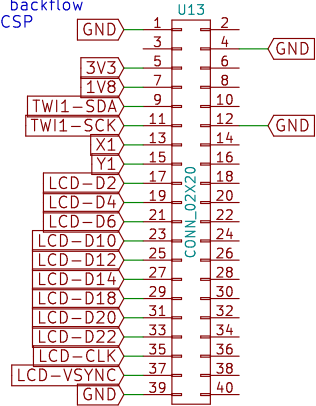 backflow
CSP
U13
GND 1 2
3 4 GND
3V3 5 6
1V8 7 8
TWI1-SDA 9 10
TWI1-SCK 11 12 GND
X1 13 14
Y1 15 16
LCD-D2 17 18
LCD-D4 19 20
LCD-D6 21 22
LCD-D10 23 24
LCD-D12 25 26
LCD-D14 27 28
LCD-D18 29 30
LCD-D20 31 32
LCD-D22 33 34
LCD-CLK 35 36
LCD-VSYNC 37 38
GND 39 40
CONN_02X20